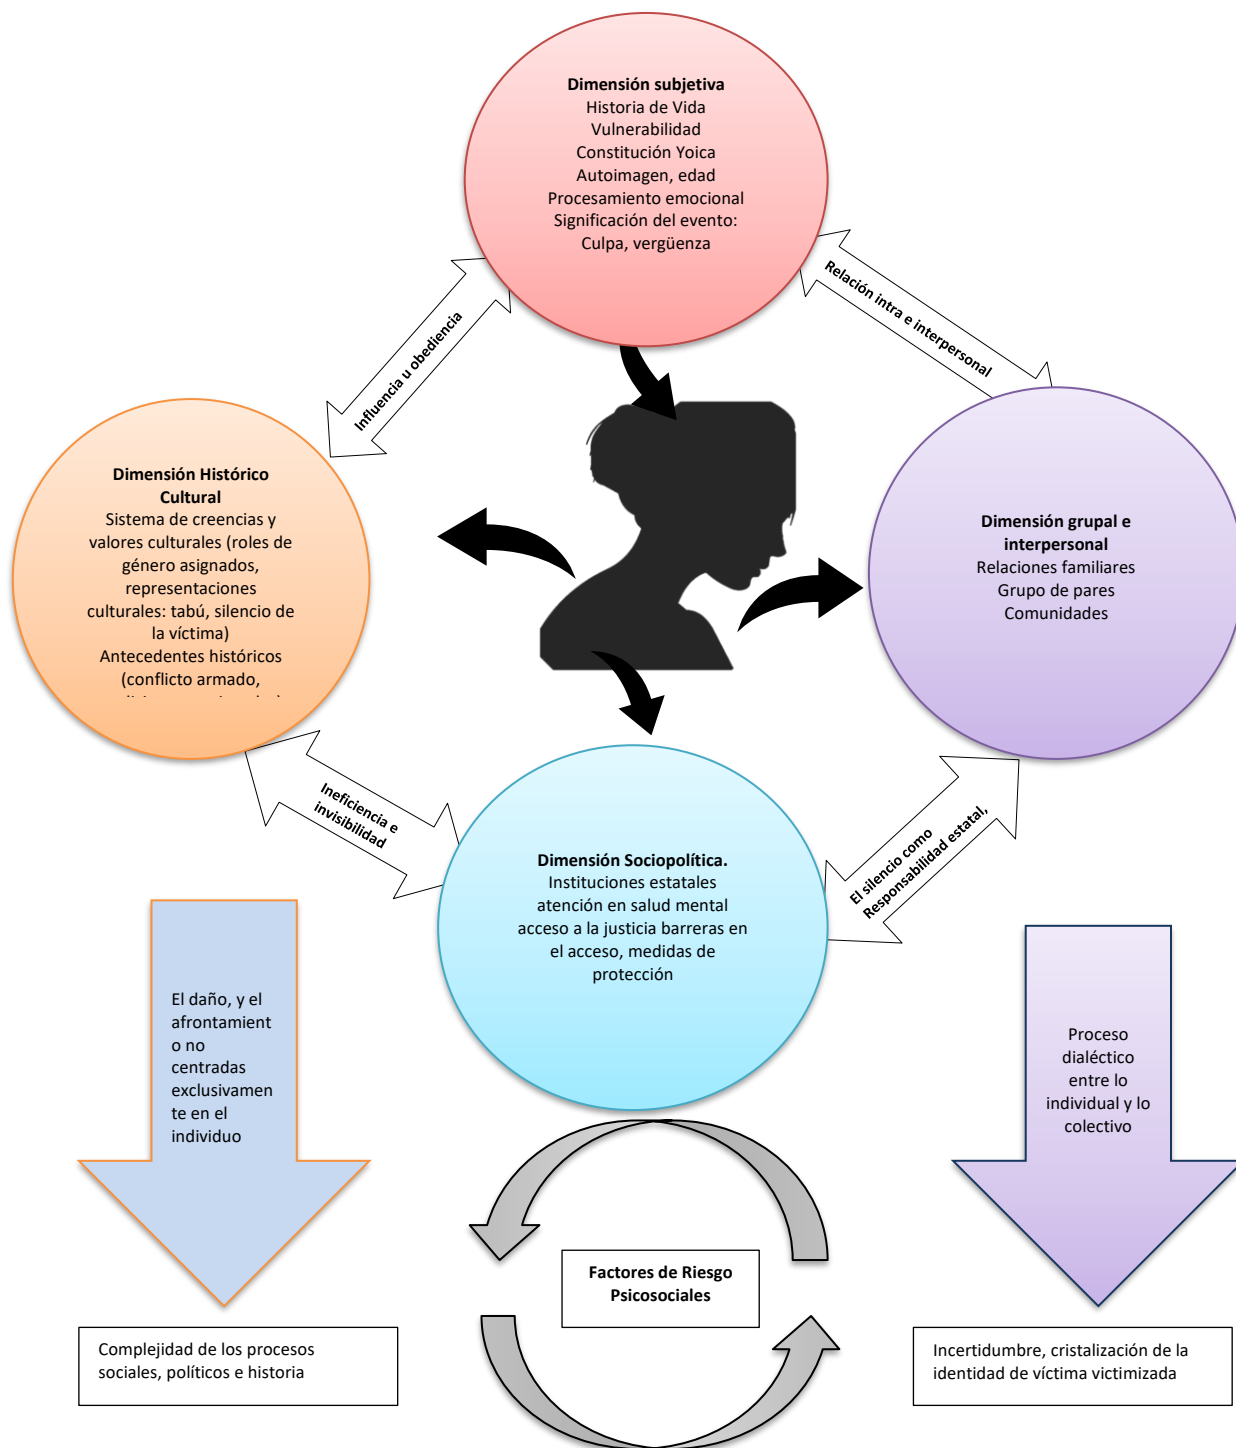 Dimensión subjetiva
Historia de Vida
Vulnerabilidad
Constitución Yoica
Autoimagen, edad
Procesamiento emocional
Significación del evento:
Culpa, vergüenza
Influencia u obediencia
Relación intra e interpersonal
Dimensión Histórico
Cultural
Sistema de creencias y
valores culturales (roles de
género asignados,
representaciones
culturales: tabú, silencio de
la víctima)
Antecedentes históricos
(conflicto armado,
Dimensión grupal e
interpersonal
Relaciones familiares
Grupo de pares
Comunidades
Ineficiencia e
invisibilidad
El silencio como
Responsabilidad estatal,
Dimensión Sociopolítica.
Instituciones estatales
atención en salud mental
acceso a la justicia barreras en
el acceso, medidas de
protección
El daño, y el
afrontamient
o no
centradas
exclusivamen
te en el
individuo
Proceso
dialéctico
entre lo
individual y lo
colectivo
Factores de Riesgo
Psicosociales
Complejidad de los procesos
sociales, políticos e historia
Incertidumbre, cristalización de la
identidad de víctima victimizada